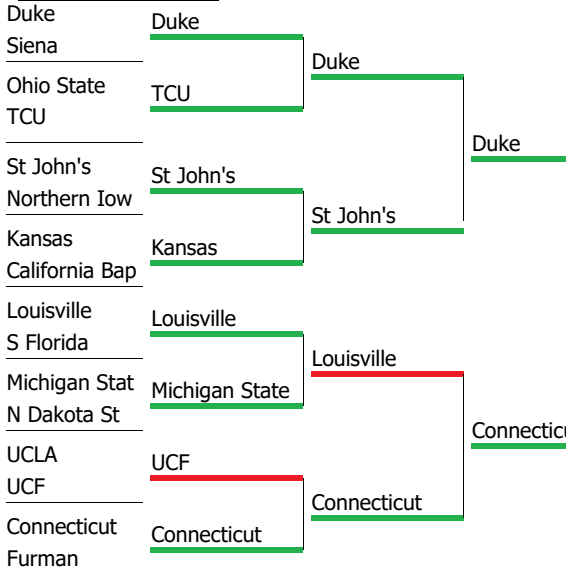 Duke
Siena
Ohio State
TCU
St John's
Northern Iow
Kansas
California Bap
Louisville
S Florida
Michigan Stat
N Dakota St
UCLA
UCF
Connecticut
Furman
Duke
TCU
St John's
Kansas
Louisville
Michigan State
UCF
Connecticut
Duke
St John's
Louisville
Connecticut
Duke
Connecticu